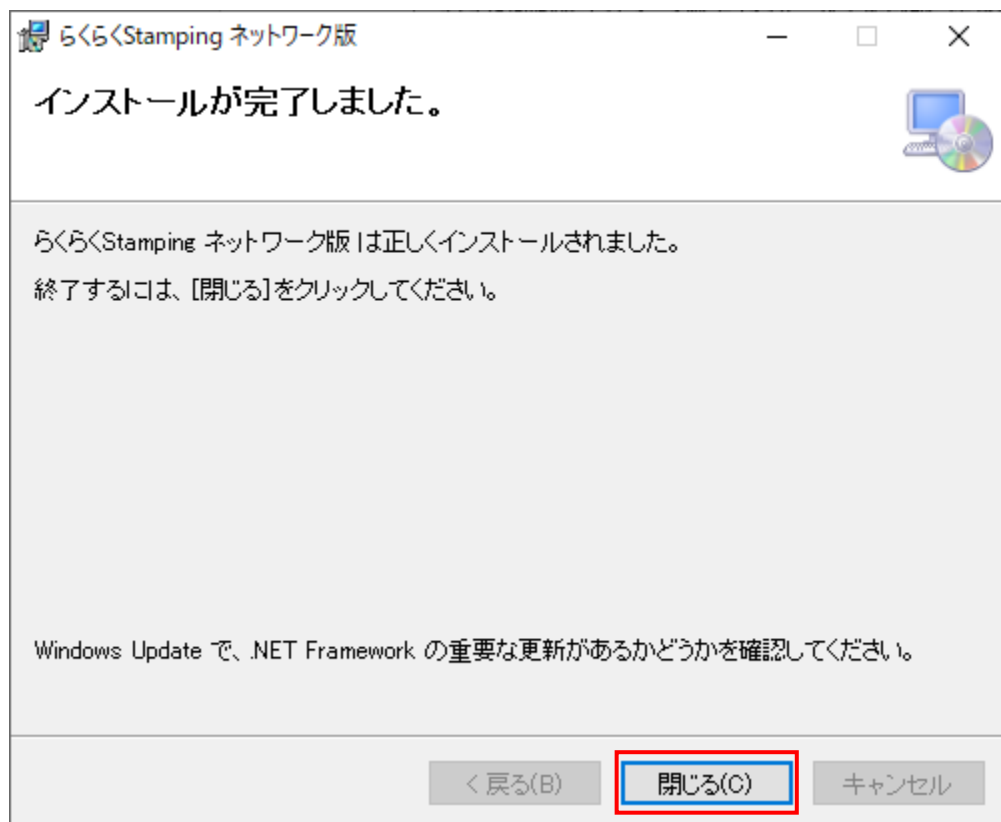 らくらくStamping ネットワーク版
インストールが完了しました。
らくらくStamping ネットワーク版 は正しくインストールされました。
終了するには、[閉じる]をクリックしてください。
Windows Update で、.NET Framework の重要な更新があるかどうかを確認してください。
< 戻る(B) 閉じる(C) キャンセル